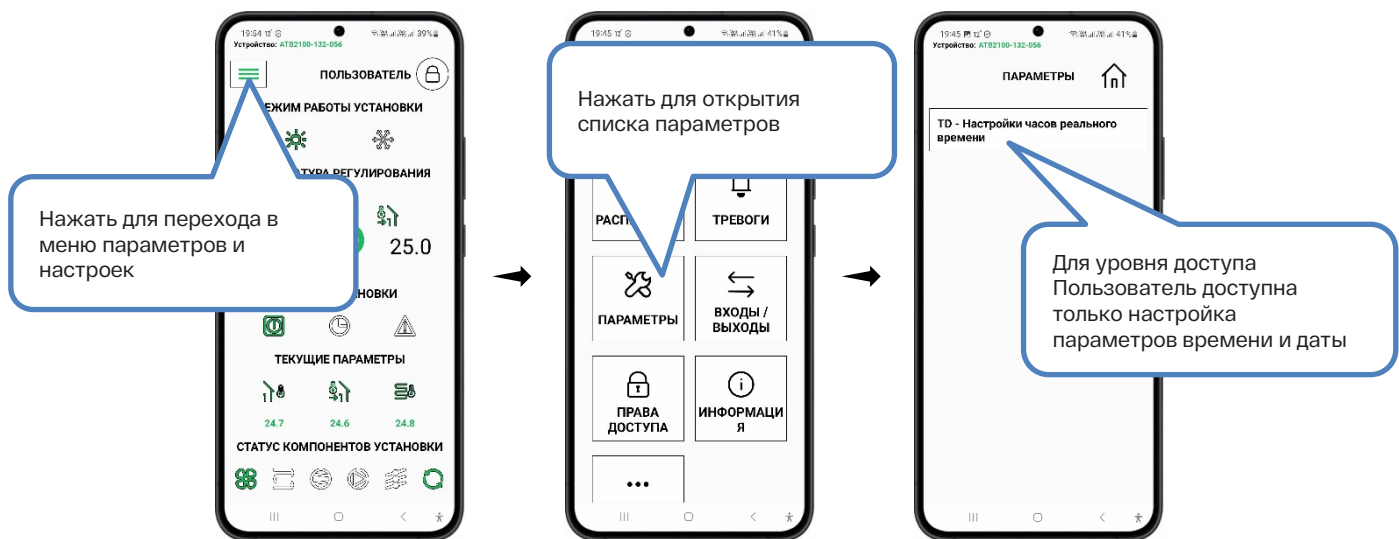 19:54
39%
Устройство: ATB2100-132-056
ПОЛЬЗОВАТЕЛЬ
ЕЖИМ РАБОТЫ УСТАНОВКИ
ТУРА РЕГУЛИРОВАНИЯ
Нажать для перехода в
меню параметров и
настроек
25.0
НОВКИ
ТЕКУЩИЕ ПАРАМЕТРЫ
24.7 24.6 24.8
СТАТУС КОМПОНЕНТОВ УСТАНОВКИ
19:45
41%
Нажать для открытия
списка параметров
РАСП
ТРЕВОГИ
ПАРАМЕТРЫ
ВХОДЫ /
ВЫХОДЫ
ПРАВА
ДОСТУПА
ИНФОРМАЦИ
Я
19:45
41%
Устройство: ATB2100-132-056
ПАРАМЕТРЫ
TD - Настройки часов реального
времени
Для уровня доступа
Пользователь доступна
только настройка
параметров времени и даты